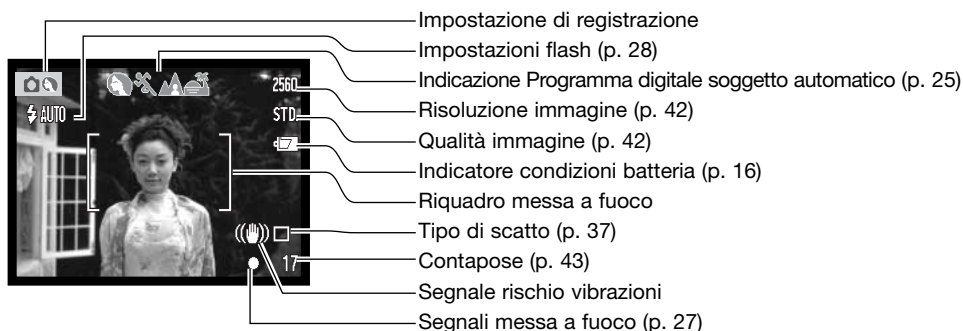 Impostazione di registrazione
Impostazioni flash (p. 28)
Indicazione Programma digitale soggetto automatico (p. 25)
2560
Risoluzione immagine (p. 42)
AUTO
STD.
Qualità immagine (p. 42)
Indicatore condizioni batteria (p. 16)
Riquadro messa a fuoco
Tipo di scatto (p. 37)
17
Contapose (p. 43)
Segnale rischio vibrazioni
Segnali messa a fuoco (p. 27)